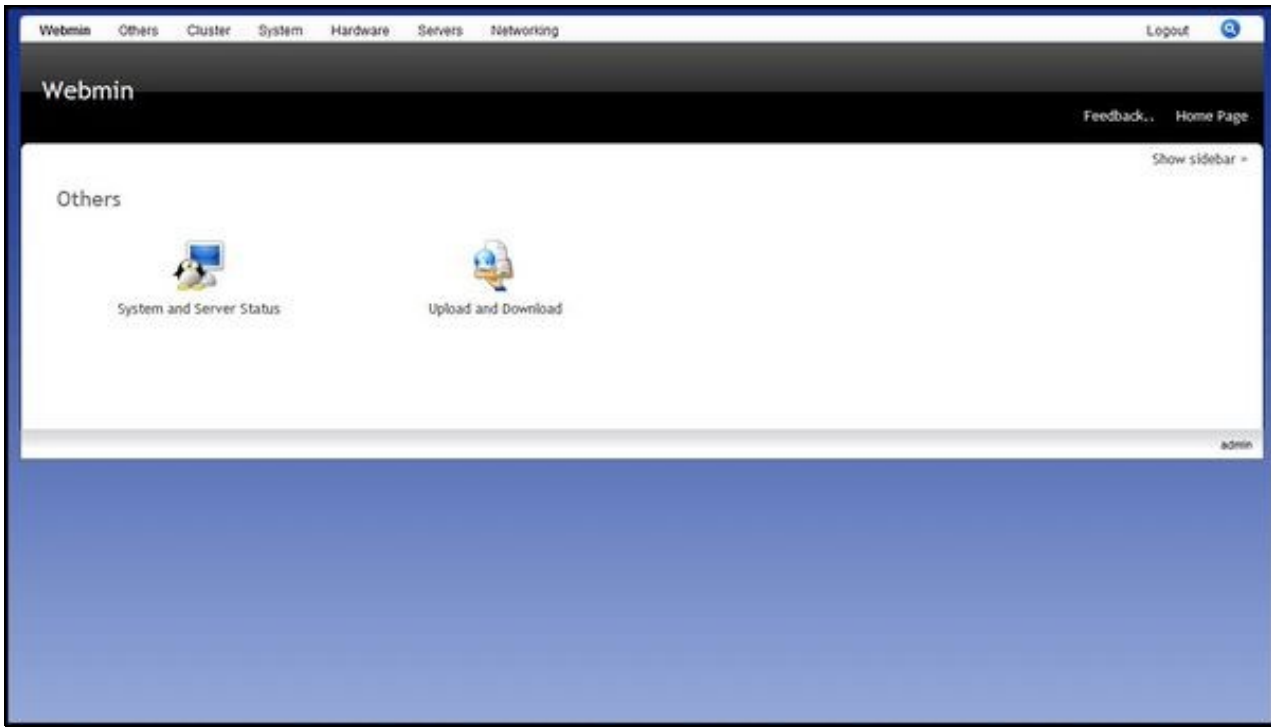 Webmin Others Cluster System Hardware Servers Networking Logout
Webmin
Feedback.. Home Page
Show sidebar »
Others
System and Server Status Upload and Download
admin